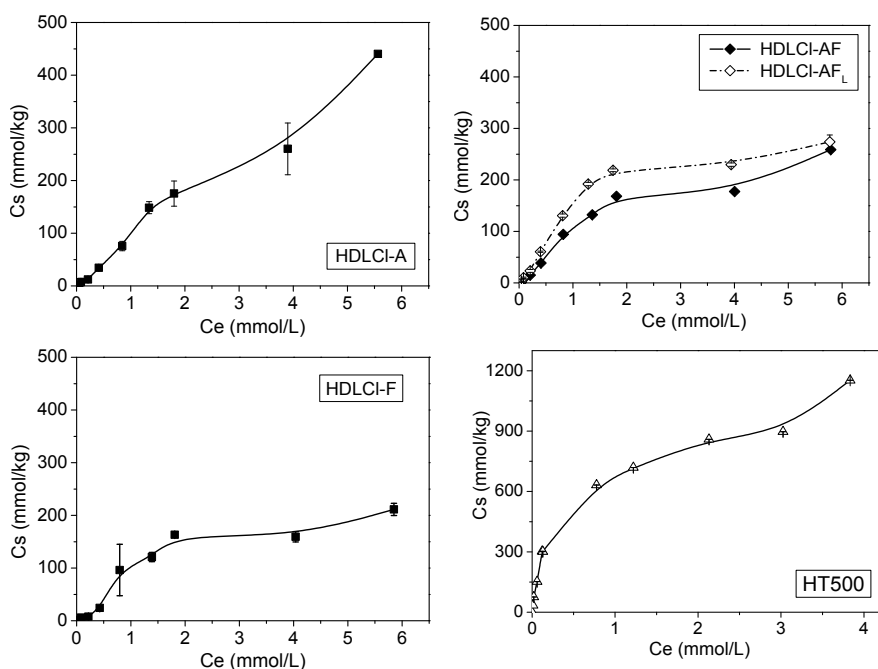 500
400
300
200
100
0
Cs (mmol/kg)
HDLCl-A
0 1 2 3 4 5 6
Ce (mmol/L)
500
400
300
200
100
0
Cs (mmol/kg)
HDLCl-AF
HDLCl-AFL
0 1 2 3 4 5 6
Ce (mmol/L)
500
400
300
200
100
0
Cs (mmol/kg)
HDLCl-F
0 1 2 3 4 5 6
Ce (mmol/L)
1200
900
600
300
0
Cs (mmol/kg)
HT500
0 1 2 3 4
Ce (mmol/L)